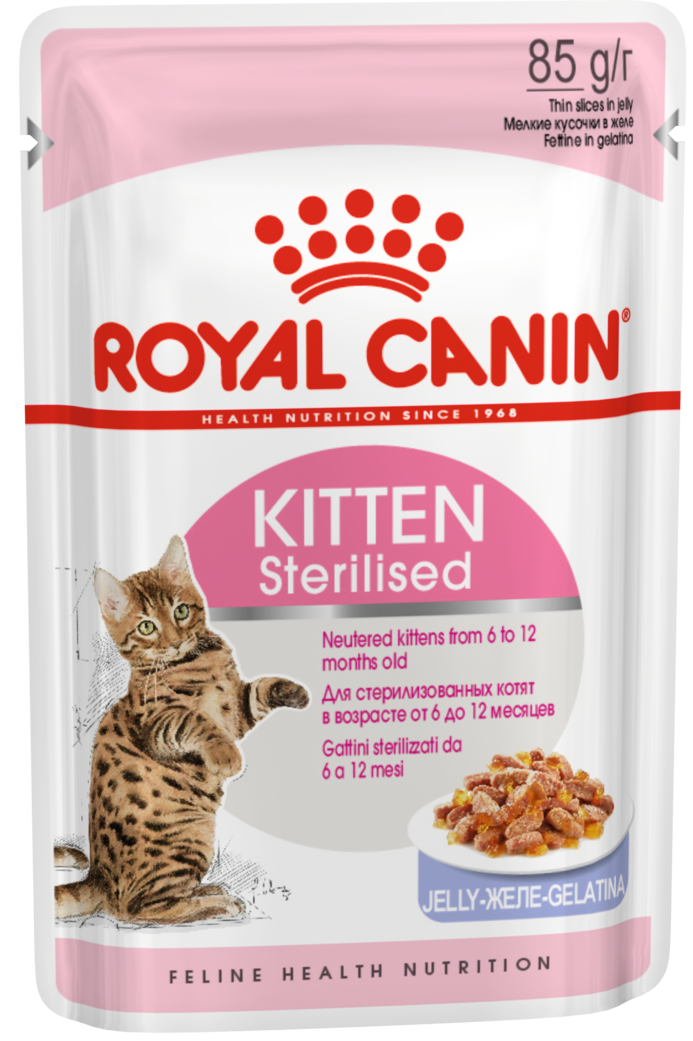 85 g/г
Thin slices in jelly
Мелкие кусочки в желе
Fettine in gelatina
ROYAL CANIN®
HEALTH NUTRITION SINCE 1968
KITTEN
Sterilised
Neutered kittens from 6 to 12
months old
Для стерилизованных котят
в возрасте от 6 до 12 месяцев
Gattini sterilizzati da
6 a 12 mesi
JELLY-ЖЕЛЕ-GELATINA
FELINE HEALTH NUTRITION